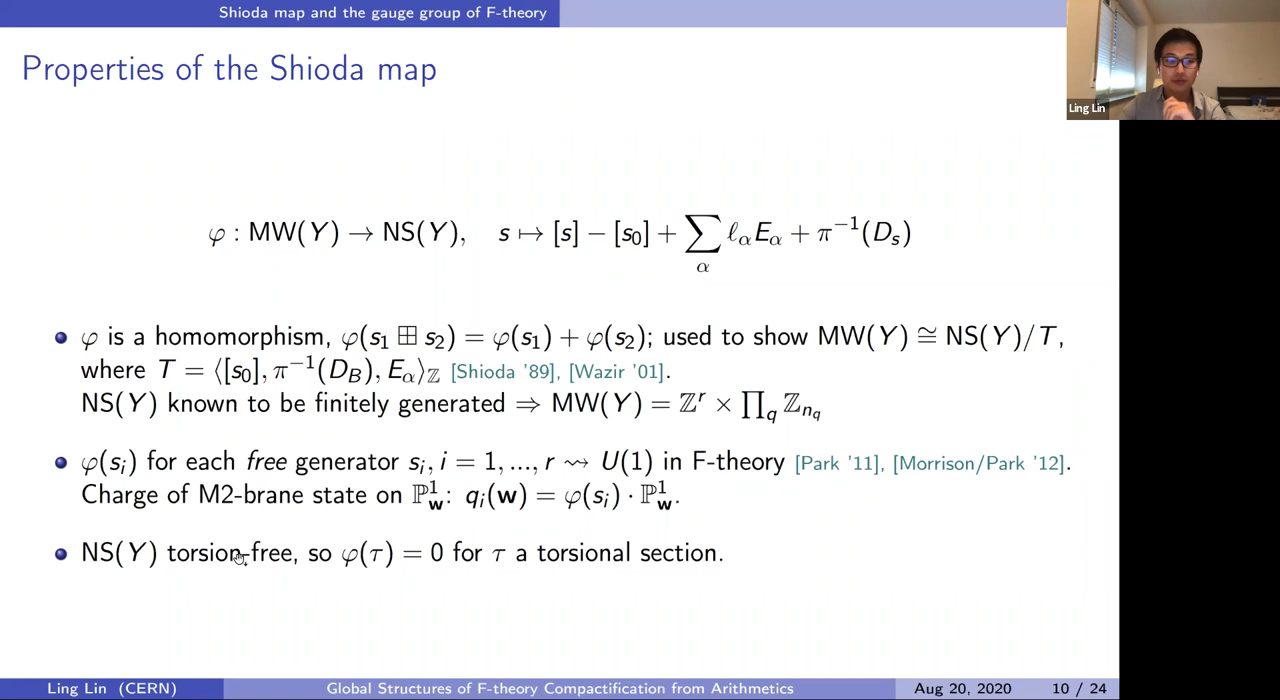 Shioda map and the gauge group of F-theory
Properties of the Shioda map
Ling Lin
φ : MW(Y) → NS(Y), s ↦ [s] − [s₀] + ∑_α ℓ_α E_α + π⁻¹(D_s)
φ is a homomorphism, φ(s₁ ⊞ s₂) = φ(s₁) + φ(s₂); used to show MW(Y) ≅ NS(Y)/T,
where T = ⟨[s₀], π⁻¹(D_B), E_α⟩_ℤ [Shioda '89], [Wazir '01].
NS(Y) known to be finitely generated ⇒ MW(Y) = ℤ^r × ∏_q ℤ_{n_q}
φ(s_i) for each free generator s_i, i = 1, ..., r ⇝ U(1) in F-theory [Park '11], [Morrison/Park '12].
Charge of M2-brane state on ℙ¹_w: q_i(w) = φ(s_i) · ℙ¹_w.
NS(Y) torsion-free, so φ(τ) = 0 for τ a torsional section.
Ling Lin (CERN) Global Structures of F-theory Compactification from Arithmetics Aug 20, 2020 10 / 24